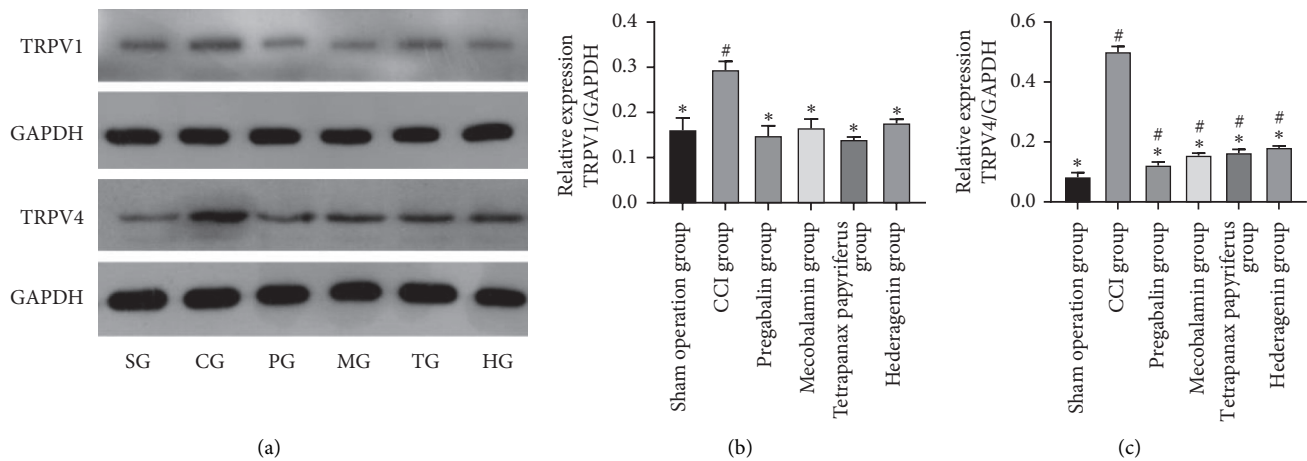 TRPV1
GAPDH
TRPV4
GAPDH
SG CG PG MG TG HG
(a)
Relative expression
TRPV1/GAPDH
0.4
0.3
0.2
0.1
0.0
*
#
*
*
*
*
Sham operation group
CCI group
Pregabalin group
Mecobalamin group
Tetrapanax papyriferus
group
Hederagenin group
(b)
Relative expression
TRPV4/GAPDH
0.6
0.4
0.2
0.0
*
#
#
*
#
*
#
*
#
*
Sham operation group
CCI group
Pregabalin group
Mecobalamin group
Tetrapanax papyriferus
group
Hederagenin group
(c)